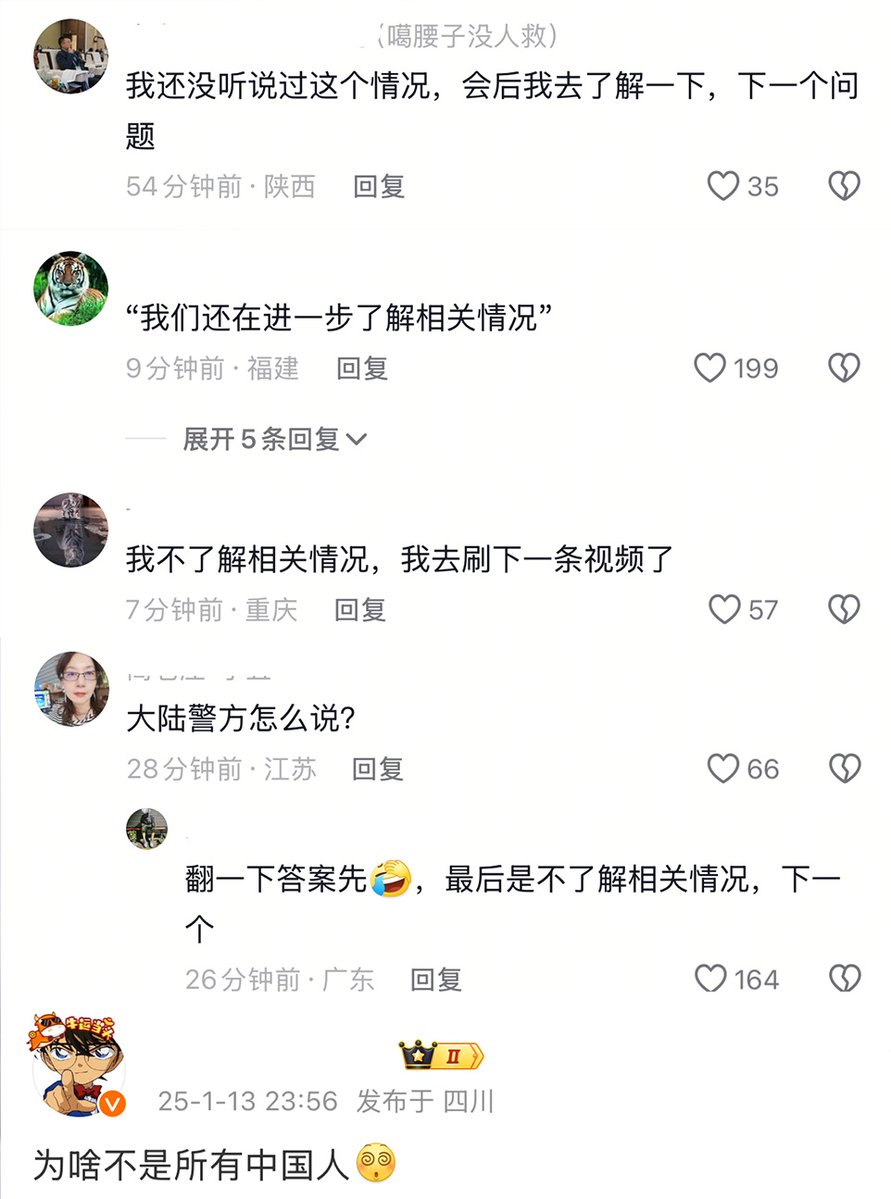 （噶腰子没人救）
我还没听说过这个情况，会后我去了解一下，下一个问
题
54分钟前·陕西 回复 35
“我们还在进一步了解相关情况”
9分钟前·福建 回复 199
展开5条回复
我不了解相关情况，我去刷下一条视频了
7分钟前·重庆 回复 57
大陆警方怎么说？
28分钟前·江苏 回复 66
翻一下答案先🤣，最后是不了解相关情况，下一
个
26分钟前·广东 回复 164
II
25-1-13 23:56 发布于 四川
为啥不是所有中国人😵‍💫